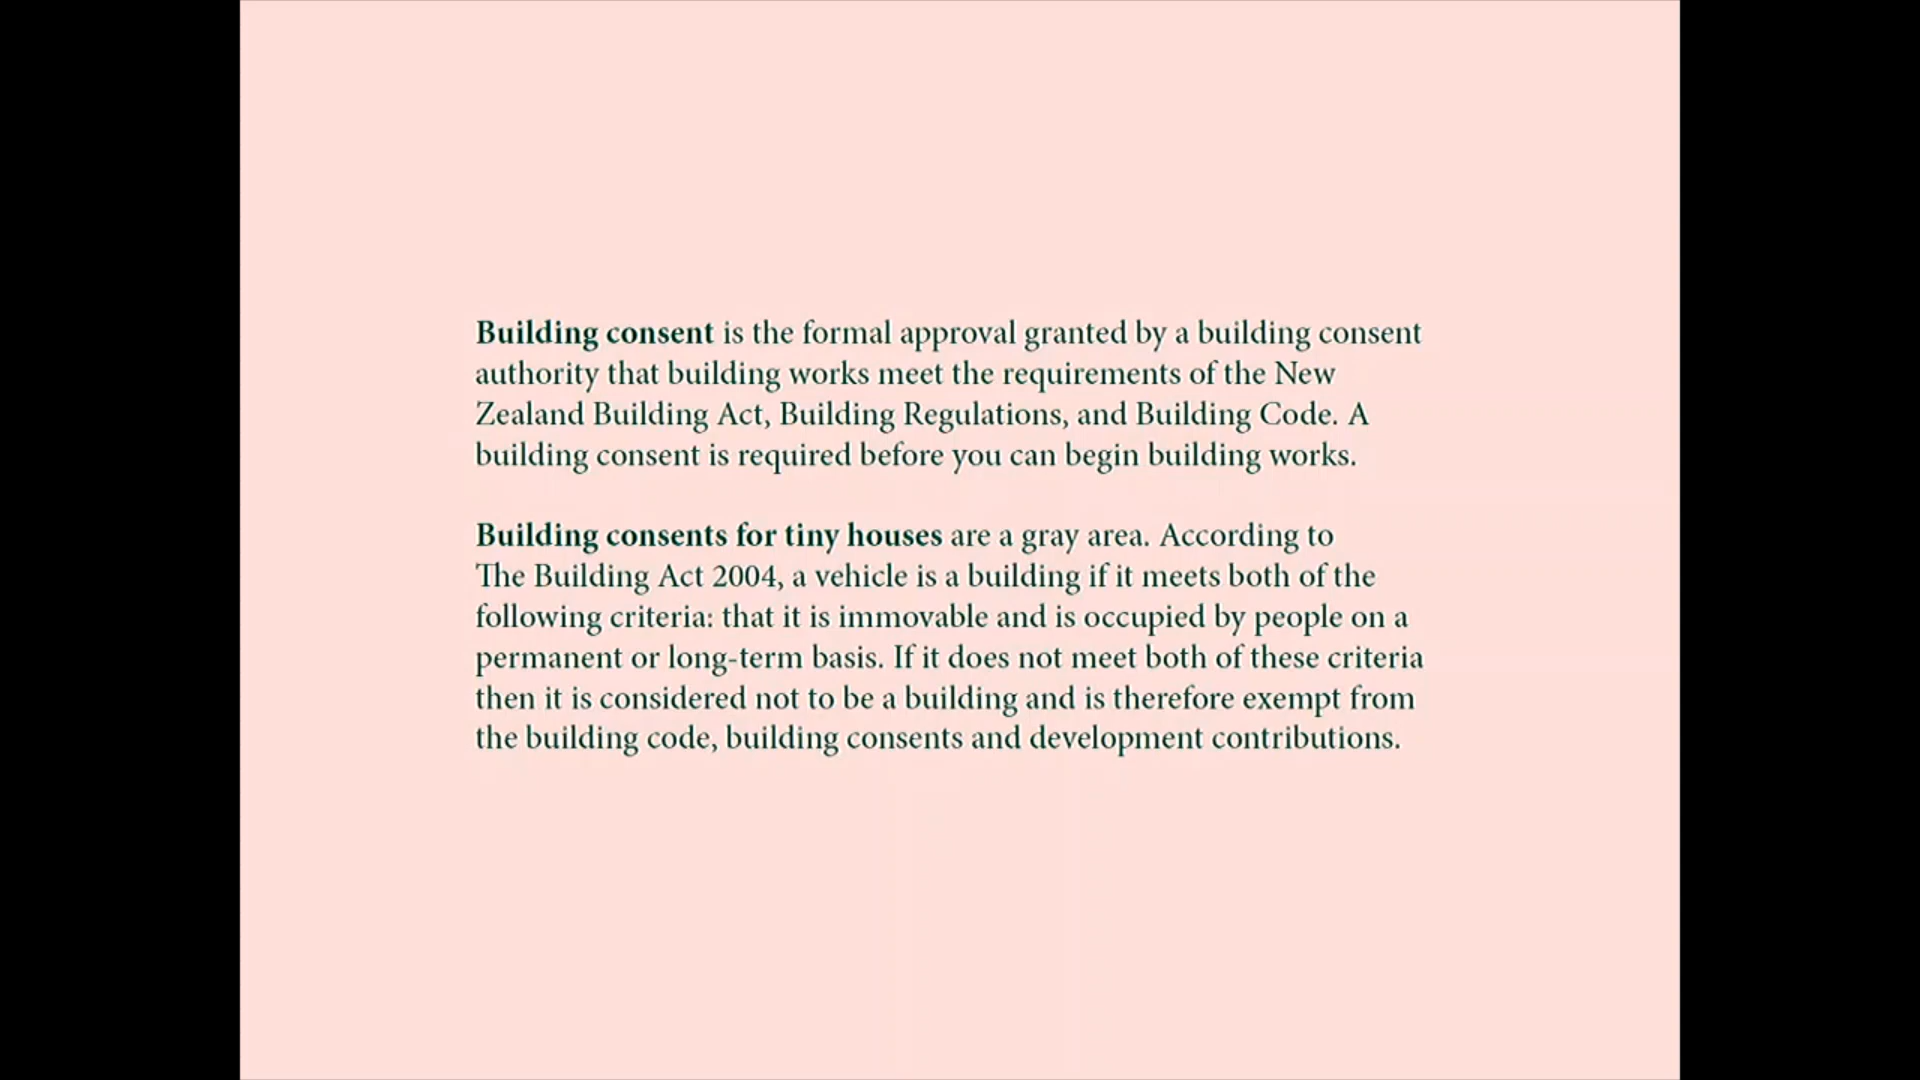 Building consent is the formal approval granted by a building consent
authority that building works meet the requirements of the New
Zealand Building Act, Building Regulations, and Building Code. A
building consent is required before you can begin building works.
Building consents for tiny houses are a gray area. According to
The Building Act 2004, a vehicle is a building if it meets both of the
following criteria: that it is immovable and is occupied by people on a
permanent or long-term basis. If it does not meet both of these criteria
then it is considered not to be a building and is therefore exempt from
the building code, building consents and development contributions.